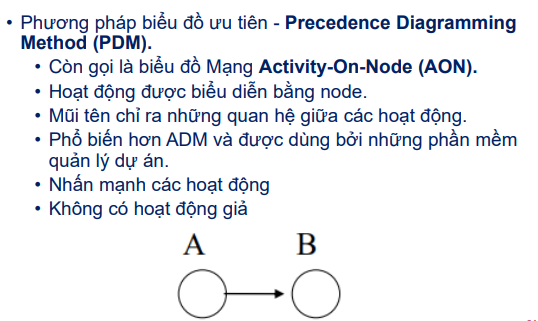 • Phương pháp biểu đồ ưu tiên - Precedence Diagramming
Method (PDM).
• Còn gọi là biểu đồ Mạng Activity-On-Node (AON).
• Hoạt động được biểu diễn bằng node.
• Mũi tên chỉ ra những quan hệ giữa các hoạt động.
• Phổ biến hơn ADM và được dùng bởi những phần mềm
quản lý dự án.
• Nhấn mạnh các hoạt động
• Không có hoạt động giả
A B